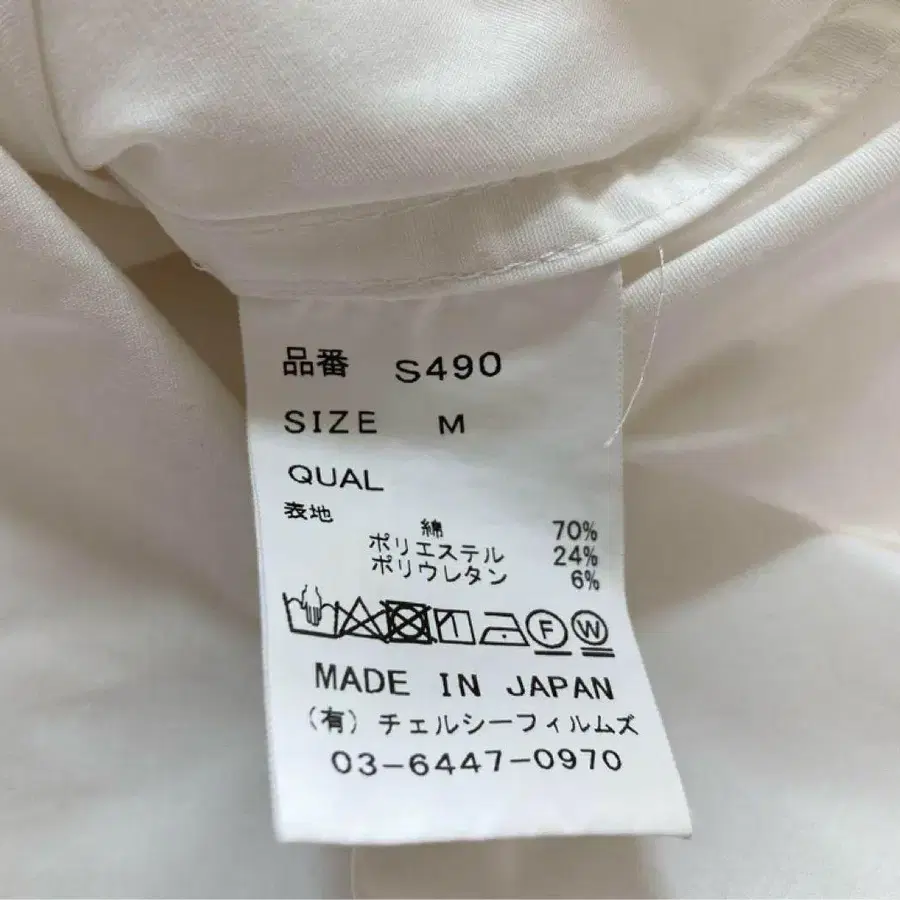 品番 S490
SIZE M
QUAL
表地 綿 70%
ポリエステル 24%
ポリウレタン 6%
F W
MADE IN JAPAN
(有)チェルシーフィルムズ
03-6447-0970